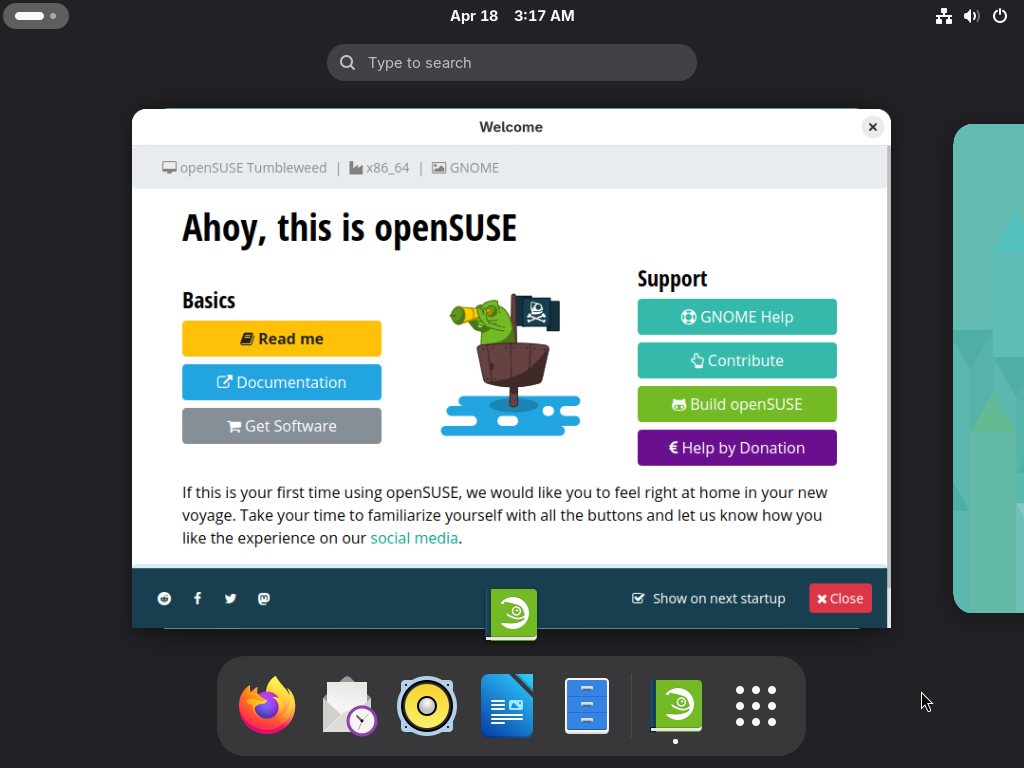 Apr 18 3:17 AM
Type to search
Welcome
openSUSE Tumbleweed | x86_64 | GNOME
Ahoy, this is openSUSE
Basics
Read me
Documentation
Get Software
Support
GNOME Help
Contribute
Build openSUSE
€ Help by Donation
If this is your first time using openSUSE, we would like you to feel right at home in your new
voyage. Take your time to familiarize yourself with all the buttons and let us know how you
like the experience on our social media.
Show on next startup
Close